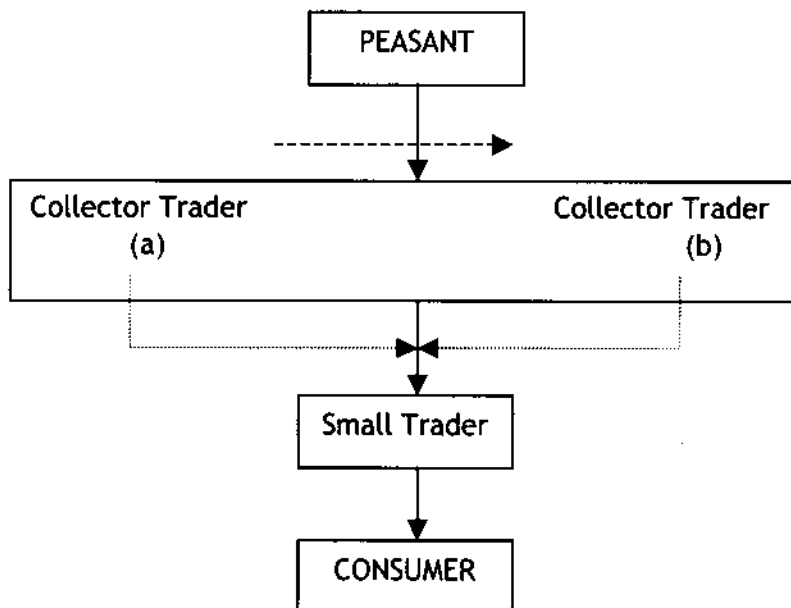 PEASANT
Collector Trader
(a)
Collector Trader
(b)
Small Trader
CONSUMER